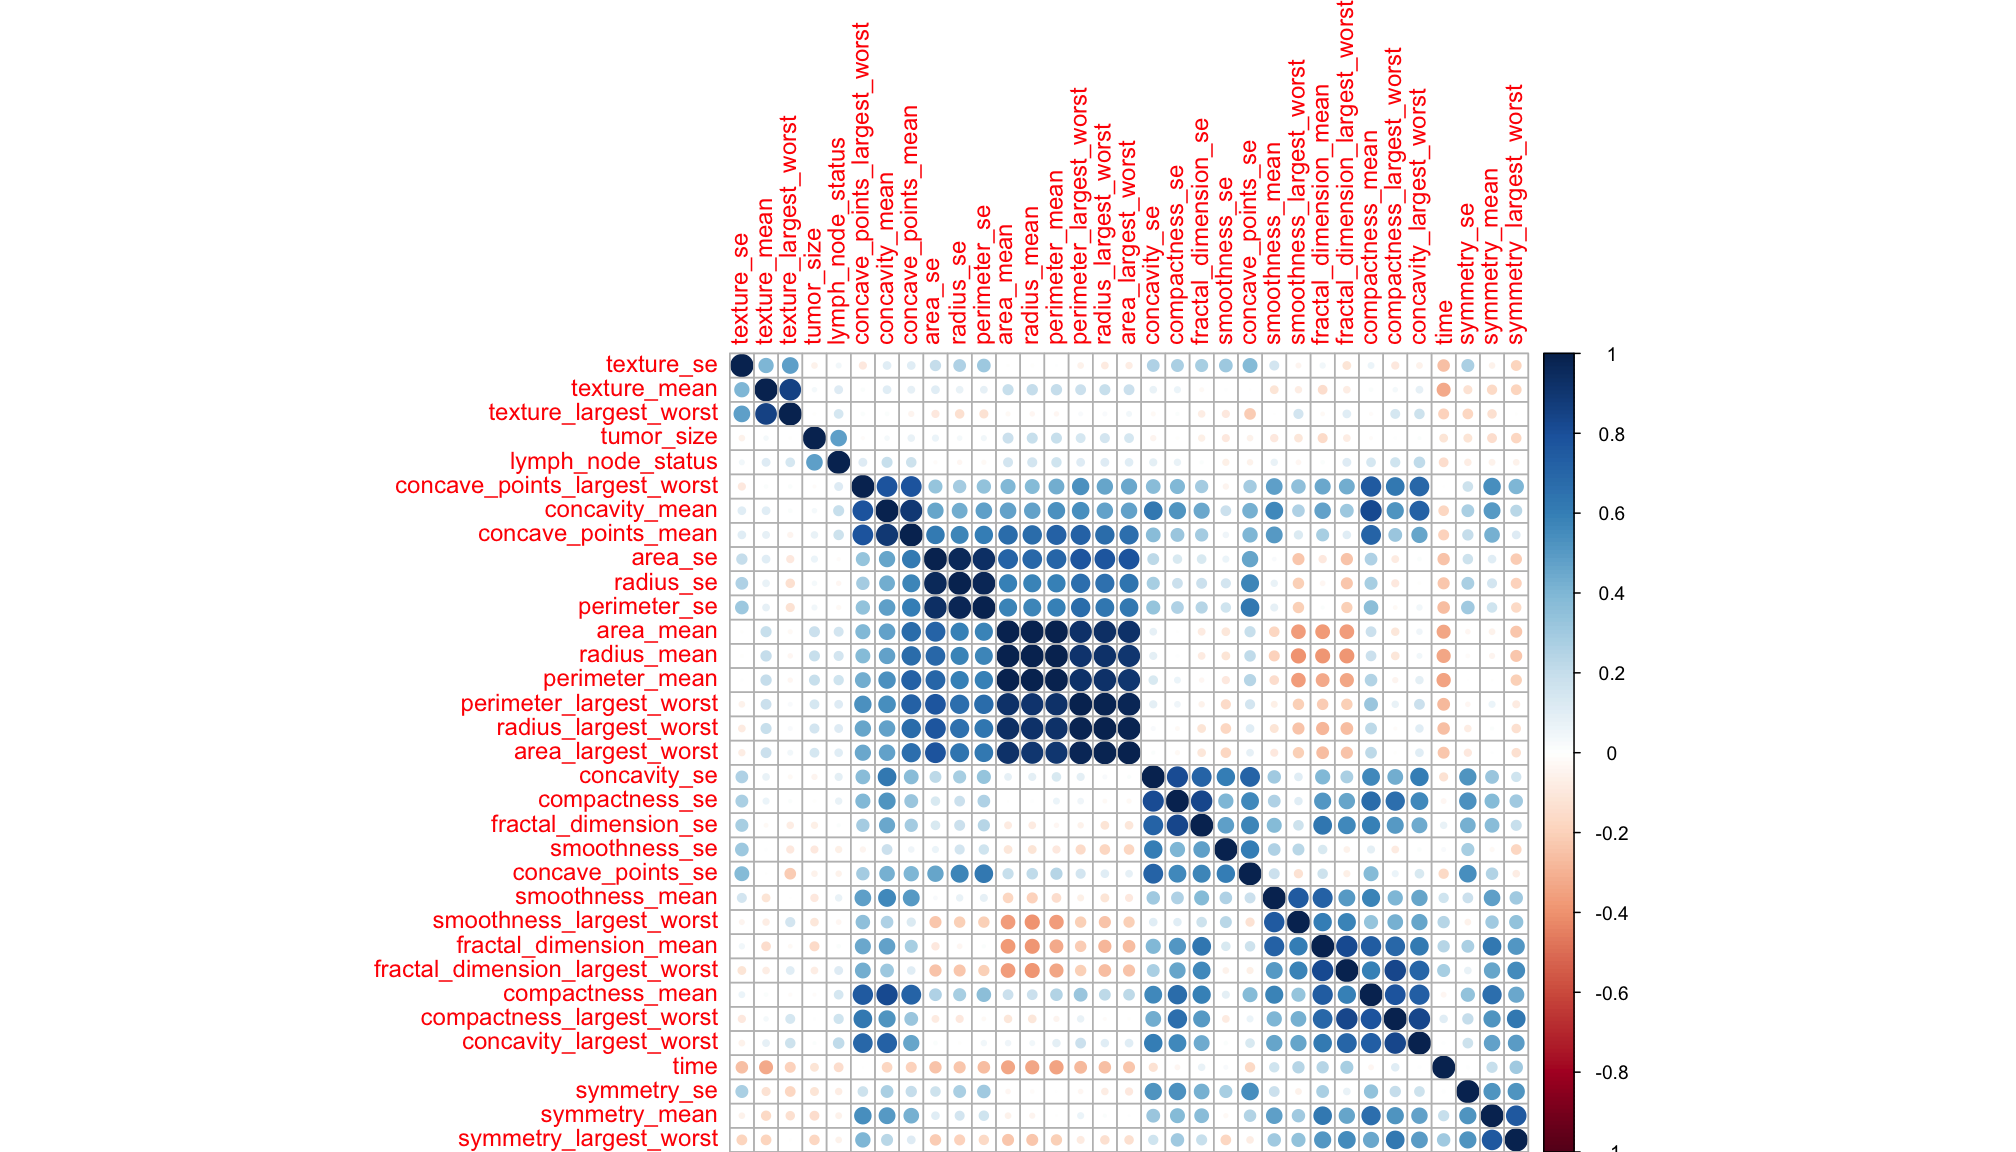 texture_se
texture_mean
texture_largest_worst
tumor_size
lymph_node_status
concave_points_largest_worst
concavity_mean
concave_points_mean
area_se
radius_se
perimeter_se
area_mean
radius_mean
perimeter_mean
perimeter_largest_worst
radius_largest_worst
area_largest_worst
concavity_se
compactness_se
fractal_dimension_se
smoothness_se
concave_points_se
smoothness_mean
smoothness_largest_worst
fractal_dimension_mean
fractal_dimension_largest_worst
compactness_mean
compactness_largest_worst
concavity_largest_worst
time
symmetry_se
symmetry_mean
symmetry_largest_worst
texture_se
texture_mean
texture_largest_worst
tumor_size
lymph_node_status
concave_points_largest_worst
concavity_mean
concave_points_mean
area_se
radius_se
perimeter_se
area_mean
radius_mean
perimeter_mean
perimeter_largest_worst
radius_largest_worst
area_largest_worst
concavity_se
compactness_se
fractal_dimension_se
smoothness_se
concave_points_se
smoothness_mean
smoothness_largest_worst
fractal_dimension_mean
fractal_dimension_largest_worst
compactness_mean
compactness_largest_worst
concavity_largest_worst
time
symmetry_se
symmetry_mean
symmetry_largest_worst
1
0.8
0.6
0.4
0.2
0
-0.2
-0.4
-0.6
-0.8